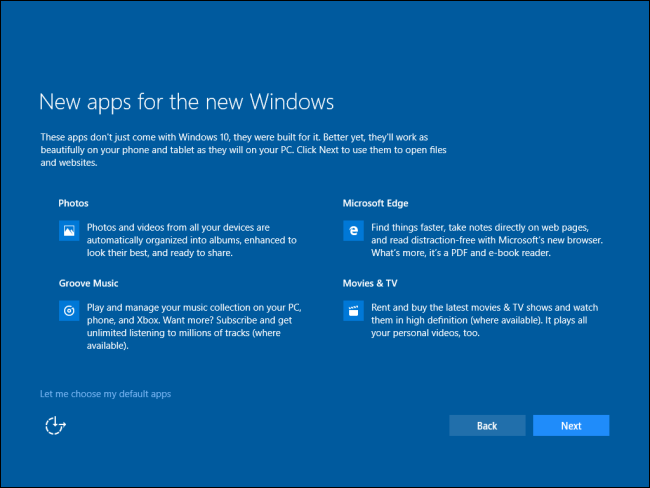 New apps for the new Windows
These apps don't just come with Windows 10, they were built for it. Better yet, they'll work as
beautifully on your phone and tablet as they will on your PC. Click Next to use them to open files
and websites.
Photos
Photos and videos from all your devices are
automatically organized into albums, enhanced to
look their best, and ready to share.
Microsoft Edge
Find things faster, take notes directly on web pages,
and read distraction-free with Microsoft's new browser.
What's more, it's a PDF and e-book reader.
Groove Music
Play and manage your music collection on your PC,
phone, and Xbox. Want more? Subscribe and get
unlimited listening to millions of tracks (where
available).
Movies & TV
Rent and buy the latest movies & TV shows and watch
them in high definition (where available). It plays all
your personal videos, too.
Let me choose my default apps
Back
Next